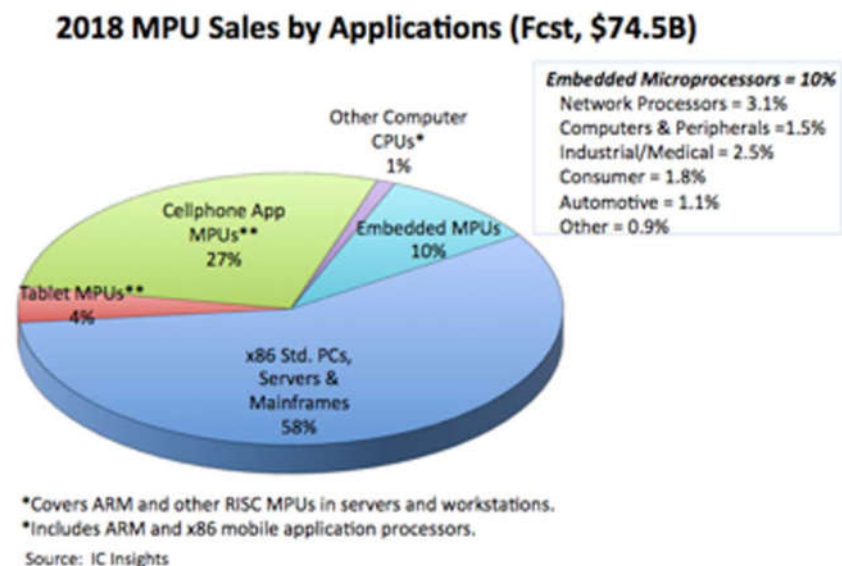 2018 MPU Sales by Applications (Fcst, $74.5B)
Embedded Microprocessors = 10%
Network Processors = 3.1%
Computers & Peripherals =1.5%
Industrial/Medical = 2.5%
Consumer = 1.8%
Automotive = 1.1%
Other = 0.9%
Other Computer
CPUs*
1%
Cellphone App
MPUs**
27%
Embedded MPUs
10%
Tablet MPUs**
4%
x86 Std. PCs,
Servers &
Mainframes
58%
*Covers ARM and other RISC MPUs in servers and workstations.
*Includes ARM and x86 mobile application processors.
Source: IC Insights